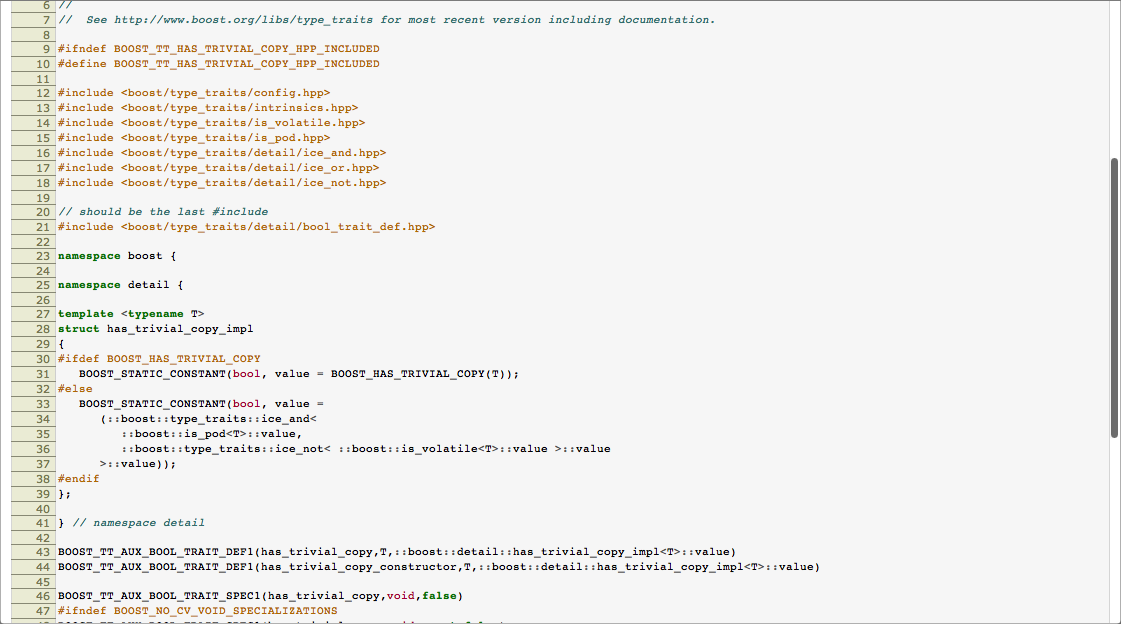 6 //
7 //  See http://www.boost.org/libs/type_traits for most recent version including documentation.
8
9 #ifndef BOOST_TT_HAS_TRIVIAL_COPY_HPP_INCLUDED
10 #define BOOST_TT_HAS_TRIVIAL_COPY_HPP_INCLUDED
11
12 #include <boost/type_traits/config.hpp>
13 #include <boost/type_traits/intrinsics.hpp>
14 #include <boost/type_traits/is_volatile.hpp>
15 #include <boost/type_traits/is_pod.hpp>
16 #include <boost/type_traits/detail/ice_and.hpp>
17 #include <boost/type_traits/detail/ice_or.hpp>
18 #include <boost/type_traits/detail/ice_not.hpp>
19
20 // should be the last #include
21 #include <boost/type_traits/detail/bool_trait_def.hpp>
22
23 namespace boost {
24
25 namespace detail {
26
27 template <typename T>
28 struct has_trivial_copy_impl
29 {
30 #ifdef BOOST_HAS_TRIVIAL_COPY
31    BOOST_STATIC_CONSTANT(bool, value = BOOST_HAS_TRIVIAL_COPY(T));
32 #else
33    BOOST_STATIC_CONSTANT(bool, value =
34       (::boost::type_traits::ice_and<
35          ::boost::is_pod<T>::value,
36          ::boost::type_traits::ice_not< ::boost::is_volatile<T>::value >::value
37       >::value));
38 #endif
39 };
40
41 } // namespace detail
42
43 BOOST_TT_AUX_BOOL_TRAIT_DEF1(has_trivial_copy,T,::boost::detail::has_trivial_copy_impl<T>::value)
44 BOOST_TT_AUX_BOOL_TRAIT_DEF1(has_trivial_copy_constructor,T,::boost::detail::has_trivial_copy_impl<T>::value)
45
46 BOOST_TT_AUX_BOOL_TRAIT_SPEC1(has_trivial_copy,void,false)
47 #ifndef BOOST_NO_CV_VOID_SPECIALIZATIONS